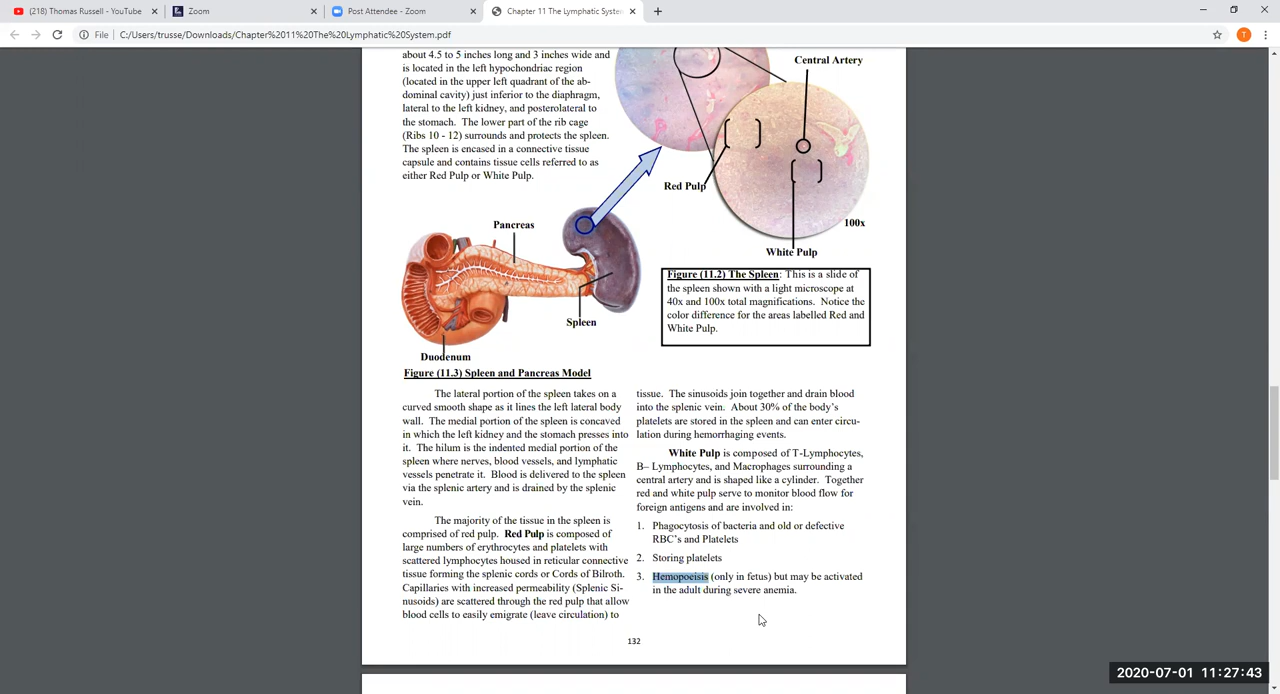 (218) Thomas Russell - YouTube
Zoom
Post Attendee - Zoom
Chapter 11 The Lymphatic Syste
File
C:/Users/trusse/Downloads/Chapter%2011%20The%20Lymphatic%20System.pdf
T
about 4.5 to 5 inches long and 3 inches wide and
is located in the left hypochondriac region
(located in the upper left quadrant of the ab-
dominal cavity) just inferior to the diaphragm,
lateral to the left kidney, and posterolateral to
the stomach. The lower part of the rib cage
(Ribs 10 - 12) surrounds and protects the spleen.
The spleen is encased in a connective tissue
capsule and contains tissue cells referred to as
either Red Pulp or White Pulp.
Central Artery
Red Pulp
100x
White Pulp
Pancreas
Spleen
Duodenum
Figure (11.2) The Spleen: This is a slide of
the spleen shown with a light microscope at
40x and 100x total magnifications. Notice the
color difference for the areas labelled Red and
White Pulp.
Figure (11.3) Spleen and Pancreas Model
The lateral portion of the spleen takes on a
curved smooth shape as it lines the left lateral body
wall. The medial portion of the spleen is concaved
in which the left kidney and the stomach presses into
it. The hilum is the indented medial portion of the
spleen where nerves, blood vessels, and lymphatic
vessels penetrate it. Blood is delivered to the spleen
via the splenic artery and is drained by the splenic
vein.
The majority of the tissue in the spleen is
comprised of red pulp. Red Pulp is composed of
large numbers of erythrocytes and platelets with
scattered lymphocytes housed in reticular connective
tissue forming the splenic cords or Cords of Bilroth.
Capillaries with increased permeability (Splenic Si-
nusoids) are scattered through the red pulp that allow
blood cells to easily emigrate (leave circulation) to
tissue. The sinusoids join together and drain blood
into the splenic vein. About 30% of the body's
platelets are stored in the spleen and can enter circu-
lation during hemorrhaging events.
White Pulp is composed of T-Lymphocytes,
B– Lymphocytes, and Macrophages surrounding a
central artery and is shaped like a cylinder. Together
red and white pulp serve to monitor blood flow for
foreign antigens and are involved in:
1. Phagocytosis of bacteria and old or defective
RBC's and Platelets
2. Storing platelets
3. Hemopoeisis (only in fetus) but may be activated
in the adult during severe anemia.
132
2020-07-01 11:27:43